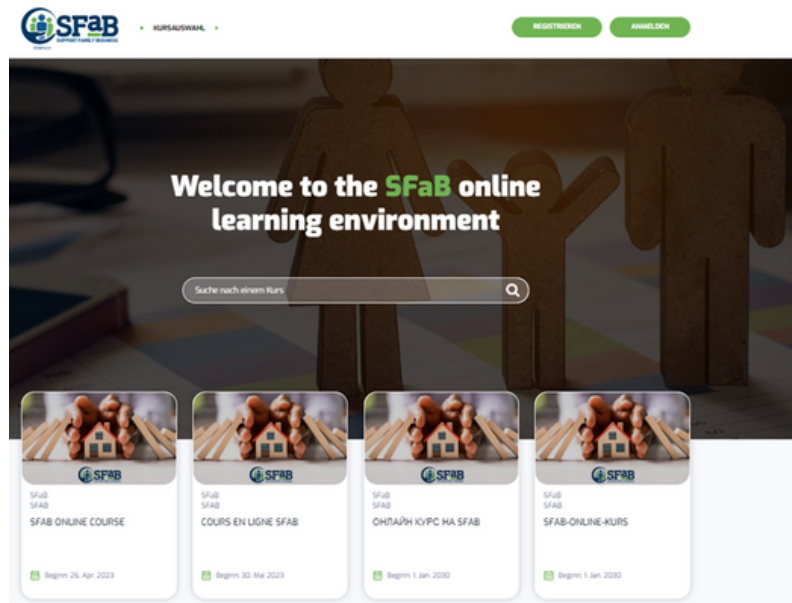 SFaB
SUPPORT FAMILY BUSINESS
KURSAUSWAHL
REGISTRIEREN
ANMELDEN
Welcome to the SFaB online
learning environment
Suche nach einem Kurs
SFaB
SFaB
SFAB
SFAB ONLINE COURSE
Beginn: 26. Apr. 2023
SFaB
SFaB
SFAB
COURS EN LIGNE SFAB
Beginn: 30. Mai 2023
SFaB
SFaB
SFAB
ОНЛАЙН КУРС НА SFAB
Beginn: 1. Jan. 2030
SFaB
SFaB
SFAB
SFAB-ONLINE-KURS
Beginn: 1. Jan. 2030